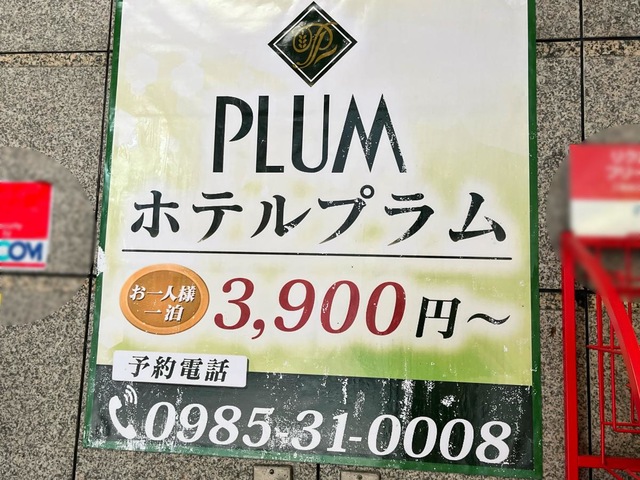 PLUM
ホテルプラム
お一人様
一泊
3,900円～
予約電話
0985-31-0008
COM